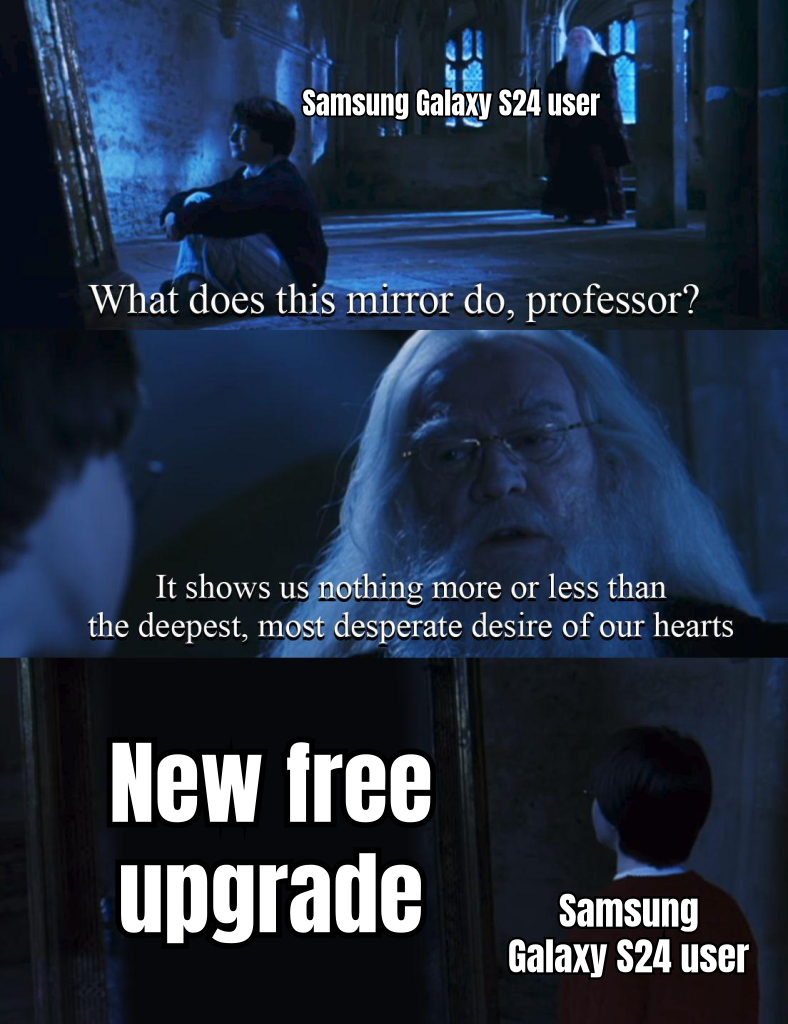 Samsung Galaxy S24 user
What does this mirror do, professor?
It shows us nothing more or less than
the deepest, most desperate desire of our hearts
New free
upgrade
Samsung
Galaxy S24 user